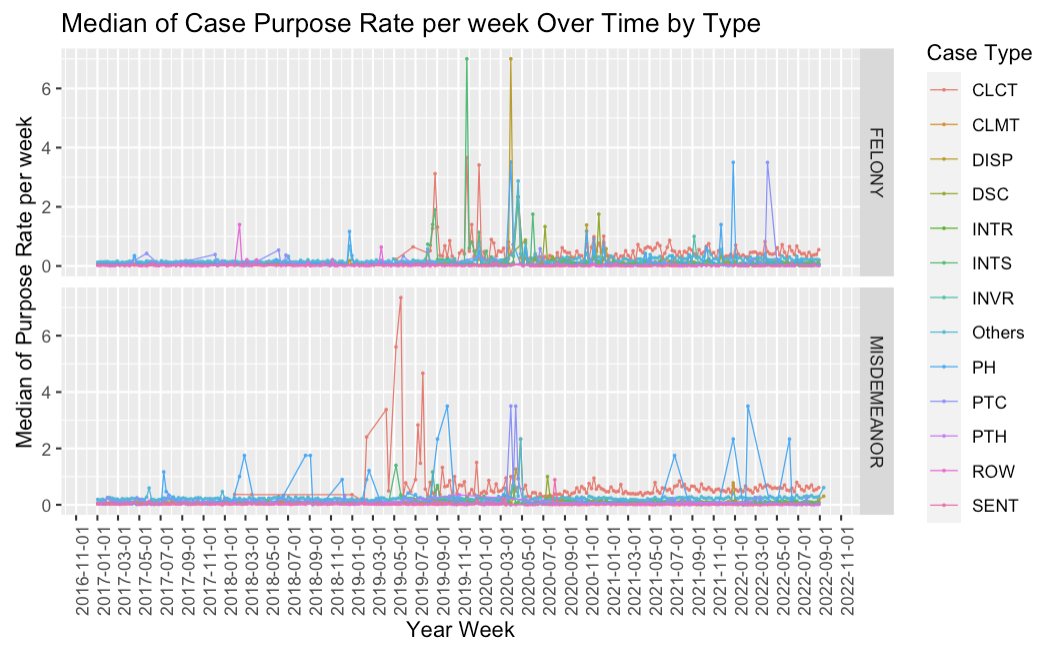 Median of Case Purpose Rate per week Over Time by Type
Median of Purpose Rate per week
6
4
2
0
FELONY
6
4
2
0
MISDEMEANOR
2016-11-01
2017-01-01
2017-03-01
2017-05-01
2017-07-01
2017-09-01
2017-11-01
2018-01-01
2018-03-01
2018-05-01
2018-07-01
2018-09-01
2018-11-01
2019-01-01
2019-03-01
2019-05-01
2019-07-01
2019-09-01
2019-11-01
2020-01-01
2020-03-01
2020-05-01
2020-07-01
2020-09-01
2020-11-01
2021-01-01
2021-03-01
2021-05-01
2021-07-01
2021-09-01
2021-11-01
2022-01-01
2022-03-01
2022-05-01
2022-07-01
2022-09-01
2022-11-01
Year Week
Case Type
CLCT
CLMT
DISP
DSC
INTR
INTS
INVR
Others
PH
PTC
PTH
ROW
SENT